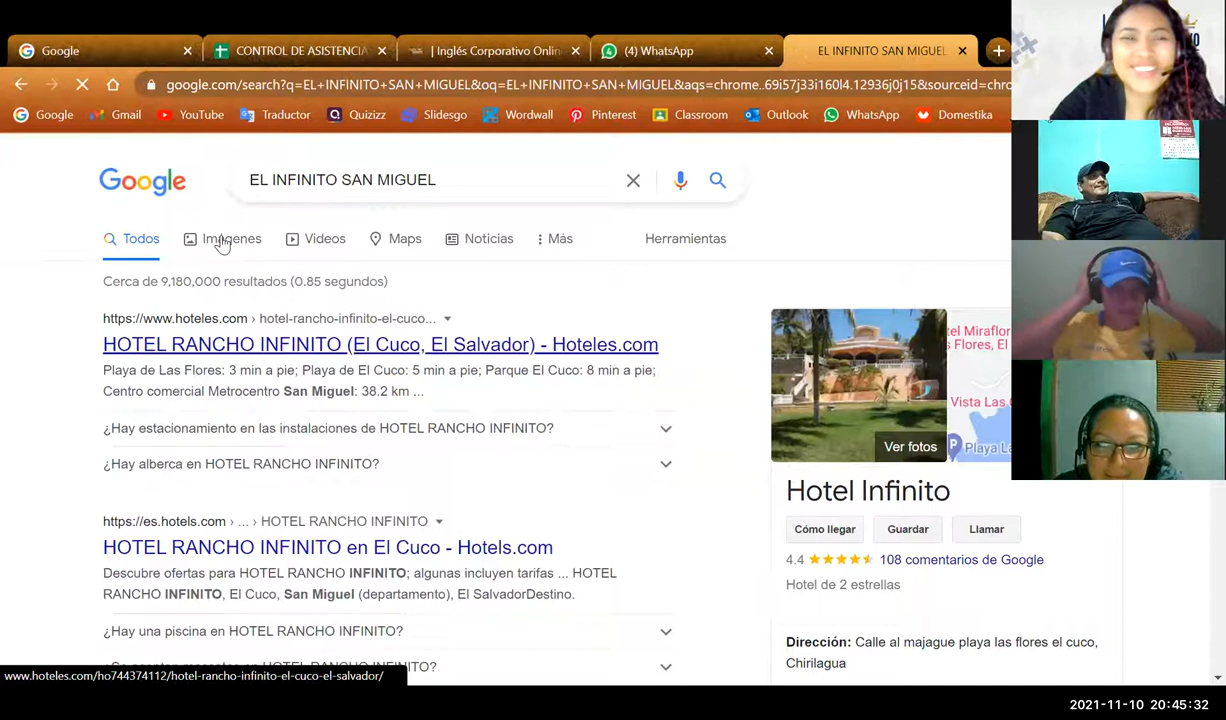 Google
CONTROL DE ASISTENCIA
| Inglés Corporativo Onlin
(4) WhatsApp
EL INFINITO SAN MIGUEL
google.com/search?q=EL+INFINITO+SAN+MIGUEL&oq=EL+INFINITO+SAN+MIGUEL&aqs=chrome..69i57j33i160l4.12936j0j15&sourceid=chro
Google
Gmail
YouTube
Traductor
Quizizz
Slidesgo
Wordwall
Pinterest
Classroom
Outlook
WhatsApp
Domestika
Google
EL INFINITO SAN MIGUEL
Todos
Imágenes
Videos
Maps
Noticias
Más
Herramientas
Cerca de 9,180,000 resultados (0.85 segundos)
https://www.hoteles.com › hotel-rancho-infinito-el-cuco...
HOTEL RANCHO INFINITO (El Cuco, El Salvador) - Hoteles.com
Playa de Las Flores: 3 min a pie; Playa de El Cuco: 5 min a pie; Parque El Cuco: 8 min a pie;
Centro comercial Metrocentro San Miguel: 38.2 km ...
¿Hay estacionamiento en las instalaciones de HOTEL RANCHO INFINITO?
¿Hay alberca en HOTEL RANCHO INFINITO?
https://es.hotels.com › ... › HOTEL RANCHO INFINITO
HOTEL RANCHO INFINITO en El Cuco - Hotels.com
Descubre ofertas para HOTEL RANCHO INFINITO; algunas incluyen tarifas ... HOTEL
RANCHO INFINITO, El Cuco, San Miguel (departamento), El SalvadorDestino.
¿Hay una piscina en HOTEL RANCHO INFINITO?
HOTEL RANCHO INFINITO?
www.hoteles.com/ho744374112/hotel-rancho-infinito-el-cuco-el-salvador/
tel Miraflor
s Flores, El
Vista Las
Playa L
Ver fotos
Hotel Infinito
Cómo llegar
Guardar
Llamar
4.4
108 comentarios de Google
Hotel de 2 estrellas
Dirección: Calle al majague playa las flores el cuco,
Chirilagua
2021-11-10 20:45:32